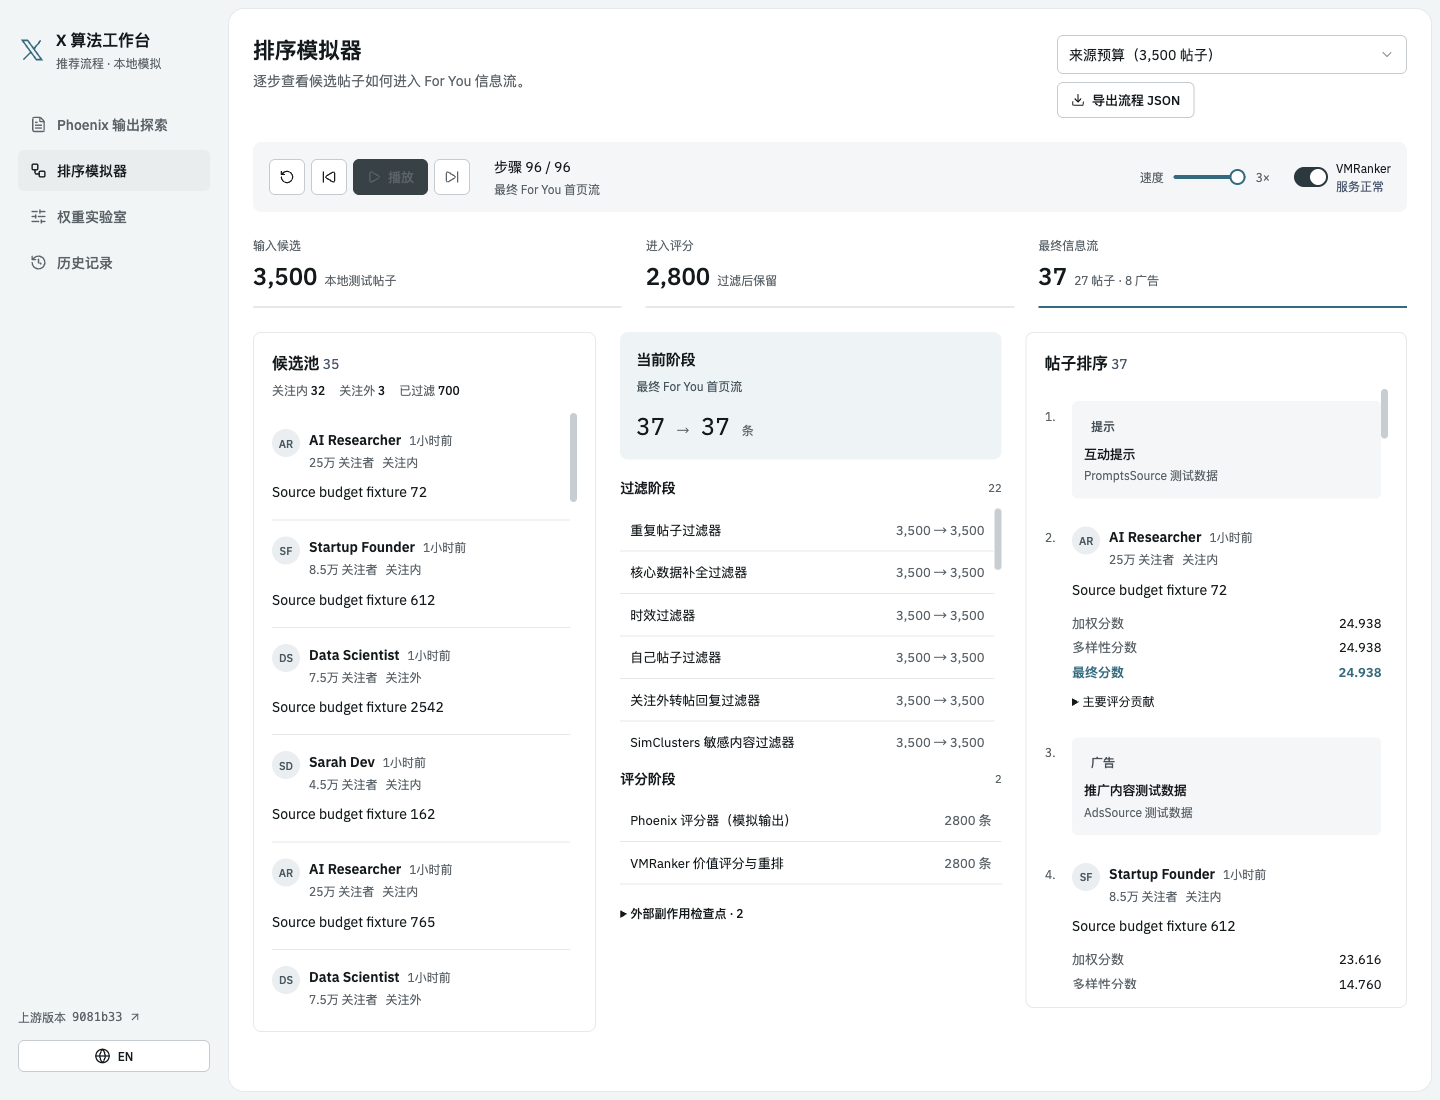 X 算法工作台
推荐流程 · 本地模拟
Phoenix 输出探索
排序模拟器
权重实验室
历史记录
上游版本 9081b33
EN
排序模拟器
逐步查看候选帖子如何进入 For You 信息流。
来源预算（3,500 帖子）
导出流程 JSON
播放
步骤 96 / 96
最终 For You 首页流
速度
3×
VMRanker
服务正常
输入候选
3,500 本地测试帖子
进入评分
2,800 过滤后保留
最终信息流
37 27 帖子 · 8 广告
候选池 35
关注内 32 关注外 3 已过滤 700
AR
AI Researcher 1小时前
25万 关注者 关注内
Source budget fixture 72
SF
Startup Founder 1小时前
8.5万 关注者 关注内
Source budget fixture 612
DS
Data Scientist 1小时前
7.5万 关注者 关注外
Source budget fixture 2542
SD
Sarah Dev 1小时前
4.5万 关注者 关注内
Source budget fixture 162
AR
AI Researcher 1小时前
25万 关注者 关注内
Source budget fixture 765
DS
Data Scientist 1小时前
7.5万 关注者 关注外
当前阶段
最终 For You 首页流
37 → 37 条
过滤阶段 22
重复帖子过滤器 3,500 → 3,500
核心数据补全过滤器 3,500 → 3,500
时效过滤器 3,500 → 3,500
自己帖子过滤器 3,500 → 3,500
关注外转帖回复过滤器 3,500 → 3,500
SimClusters 敏感内容过滤器 3,500 → 3,500
评分阶段 2
Phoenix 评分器（模拟输出） 2800 条
VMRanker 价值评分与重排 2800 条
外部副作用检查点 · 2
帖子排序 37
1.
提示
互动提示
PromptsSource 测试数据
2.
AR
AI Researcher 1小时前
25万 关注者 关注内
Source budget fixture 72
加权分数 24.938
多样性分数 24.938
最终分数 24.938
主要评分贡献
3.
广告
推广内容测试数据
AdsSource 测试数据
4.
SF
Startup Founder 1小时前
8.5万 关注者 关注内
Source budget fixture 612
加权分数 23.616
多样性分数 14.760